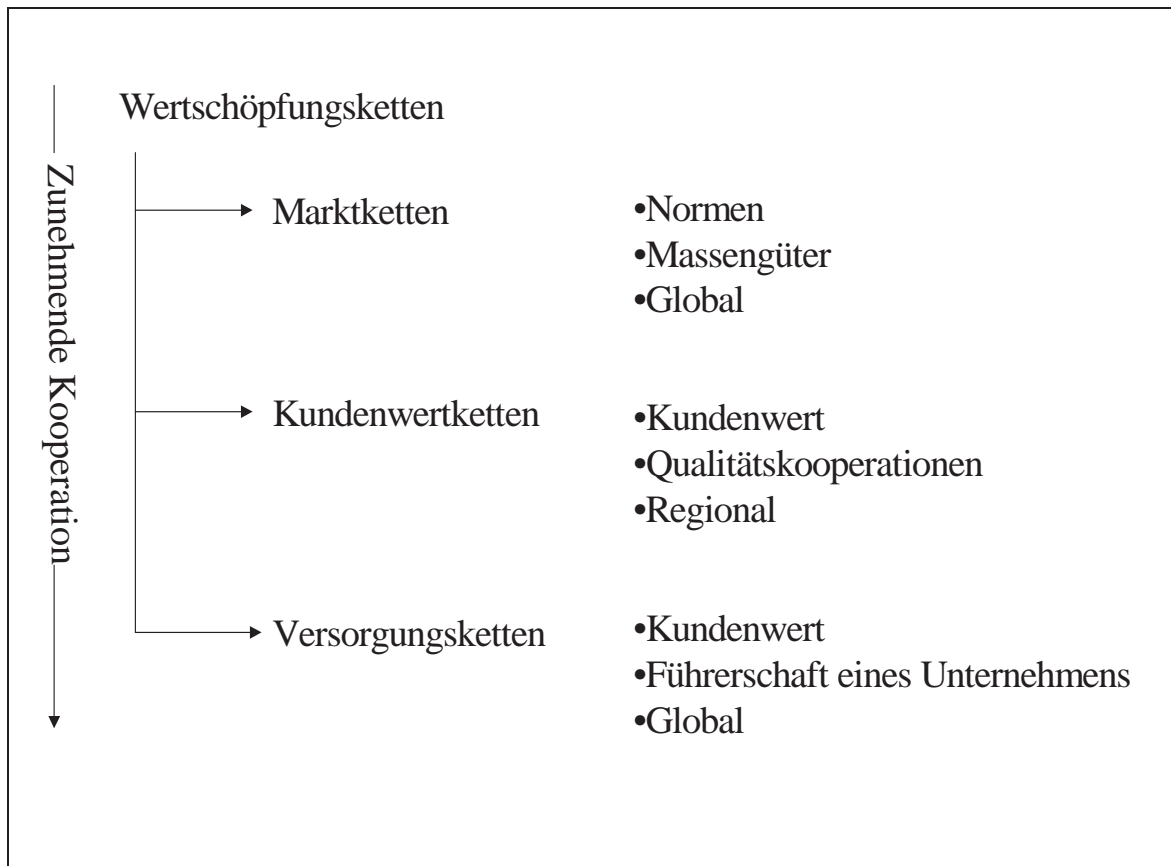 Wertschöpfungsketten
Zunehmende Kooperation
Marktketten
•Normen
•Massengüter
•Global
Kundenwertketten
•Kundenwert
•Qualitätskooperationen
•Regional
Versorgungsketten
•Kundenwert
•Führerschaft eines Unternehmens
•Global